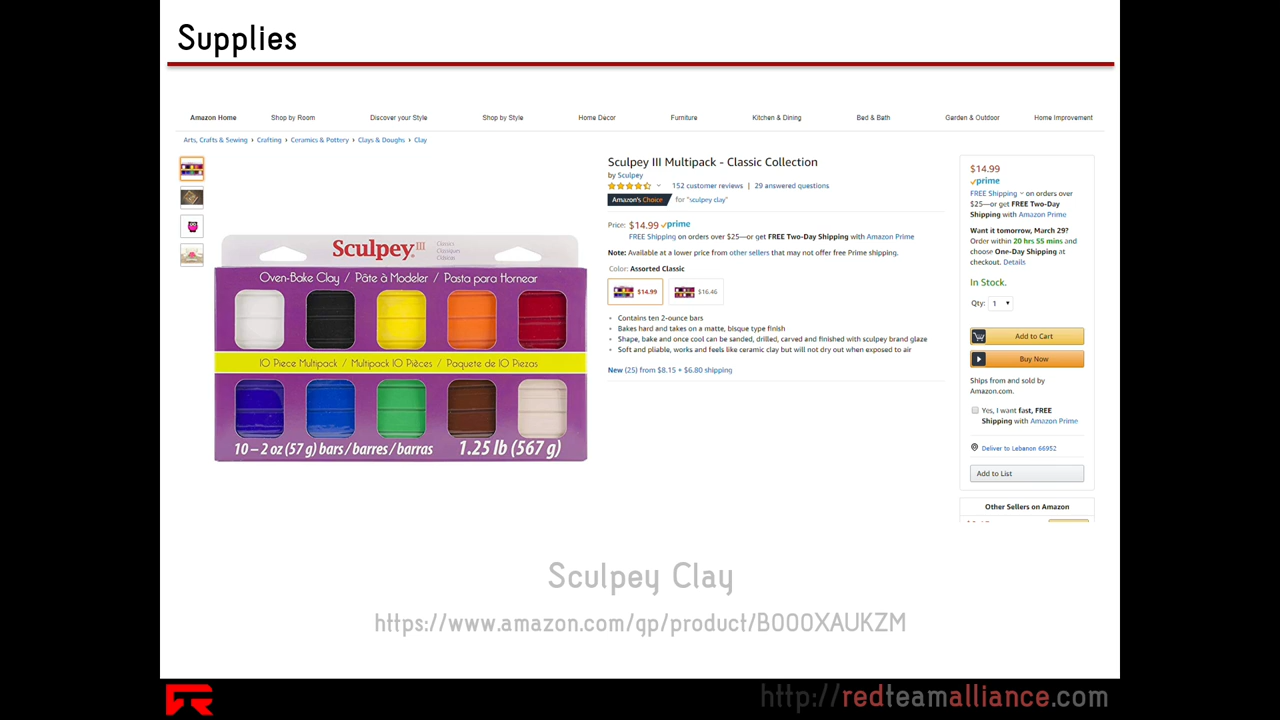 Supplies
Amazon Home Shop by Room Discover your Style Shop by Style Home Decor Furniture Kitchen & Dining Bed & Bath Garden & Outdoor Home Improvement
Arts, Crafts & Sewing › Crafting › Ceramics & Pottery › Clays & Doughs › Clay
Sculpey III Multipack - Classic Collection
by Sculpey
152 customer reviews | 29 answered questions
Amazon's Choice for "sculpey clay"
Price: $14.99 prime
FREE Shipping on orders over $25—or get FREE Two-Day Shipping with Amazon Prime
Note: Available at a lower price from other sellers that may not offer free Prime shipping.
Color: Assorted Classic
$14.99 $16.46
• Contains ten 2-ounce bars
• Bakes hard and takes on a matte, bisque type finish
• Shape, bake and once cool can be sanded, drilled, carved and finished with sculpey brand glaze
• Soft and pliable, works and feels like ceramic clay but will not dry out when exposed to air
New (25) from $8.15 + $6.80 shipping
Sculpey III
Classics
Classiques
Oven-Bake Clay / Pâte à Modeler / Pasta para Hornear
10 Piece Multipack / Multipack 10 Pièces / Paquete de 10 Piezas
10 – 2 oz (57 g) bars/barres/barras 1.25 lb (567 g)
$14.99
prime
FREE Shipping on orders over
$25—or get FREE Two-Day
Shipping with Amazon Prime
Want it tomorrow, March 29?
Order within 20 hrs 55 mins and
choose One-Day Shipping at
checkout. Details
In Stock.
Qty: 1
Add to Cart
Buy Now
Ships from and sold by
Amazon.com.
Yes, I want fast, FREE
Shipping with Amazon Prime
Deliver to Lebanon 66952
Add to List
Other Sellers on Amazon
Sculpey Clay
https://www.amazon.com/gp/product/B000XAUKZM
http://redteamalliance.com